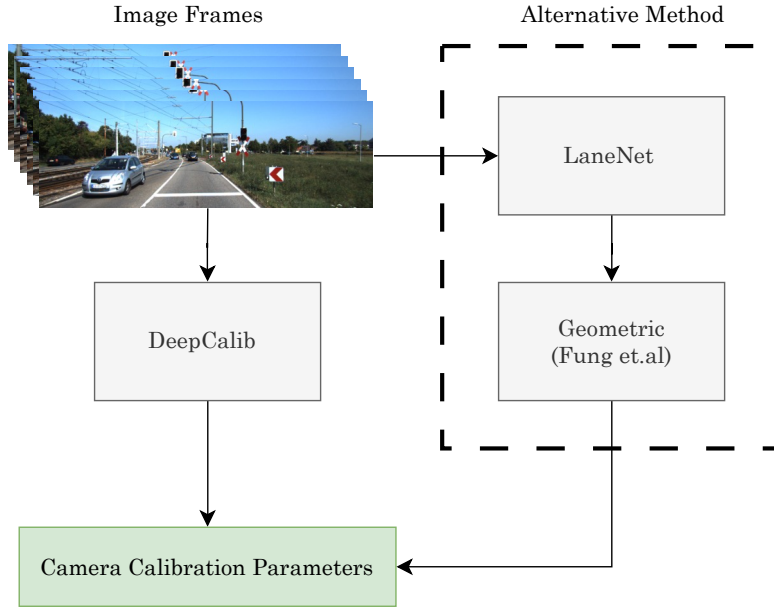 Image Frames
Alternative Method
LaneNet
DeepCalib
Geometric
(Fung et.al)
Camera Calibration Parameters